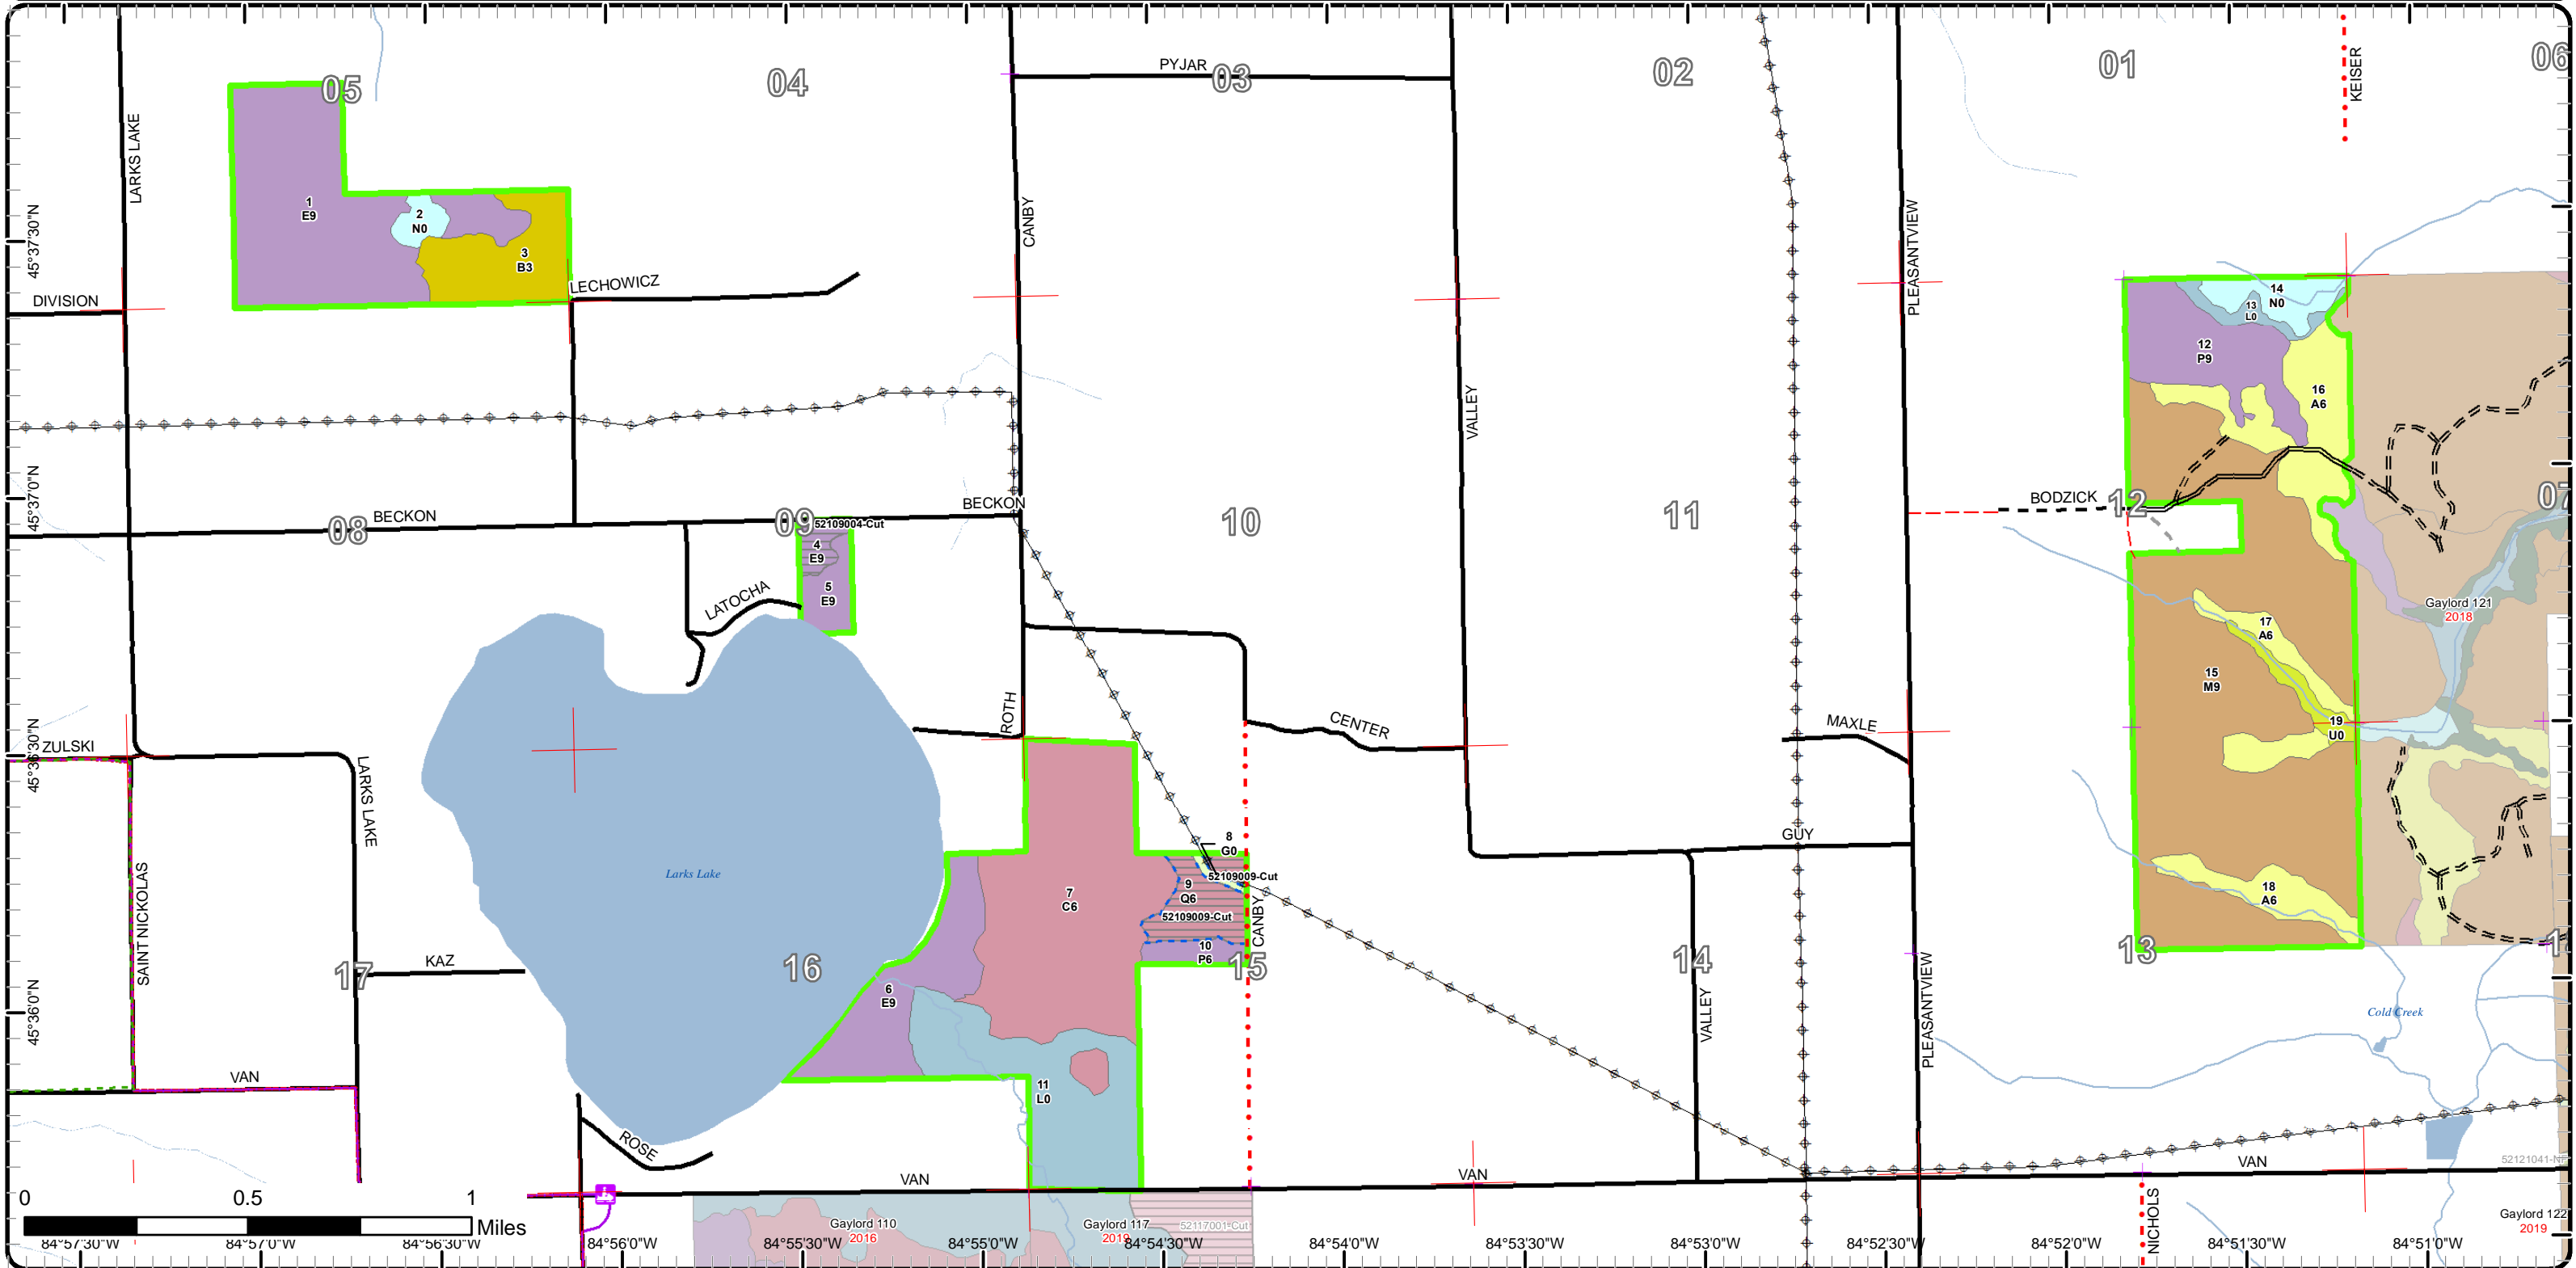 05
04
PYJAR
03
02
01
06
KEISER
LARKS LAKE
1
E9
2
N0
3
B3
CANBY
PLEASANTVIEW
45°37'30"N
DIVISION
LECHOWICZ
14
N0
13
L0
12
P9
16
A6
VALLEY
45°37'0"N
BECKON
08
09
52109004-Cut
BECKON
10
11
BODZICK
12
07
4
E9
5
E9
LATOCHA
Gaylord 121
2018
17
A6
15
M9
ROTH
CENTER
MAXLE
19
U0
ZULSKI
45°36'30"N
LARKS LAKE
GUY
8
G0
52109009-Cut
Larks Lake
7
C6
9
Q6
52109009-Cut
CANBY
18
A6
SAINT NICKOLAS
10
P6
KAZ
17
16
15
14
13
1
6
E9
45°36'0"N
VALLEY
PLEASANTVIEW
Cold Creek
VAN
11
L0
ROSE
VAN
VAN
VAN
52121041-NF
0 0.5 1
Miles
NICHOLS
Gaylord 110
2016
Gaylord 117
2019
52117001-Cut
Gaylord 122
2019
84°57'30"W 84°57'0"W 84°56'30"W 84°56'0"W 84°55'30"W 84°55'0"W 84°54'30"W 84°54'0"W 84°53'30"W 84°53'0"W 84°52'30"W 84°52'0"W 84°51'30"W 84°51'0"W